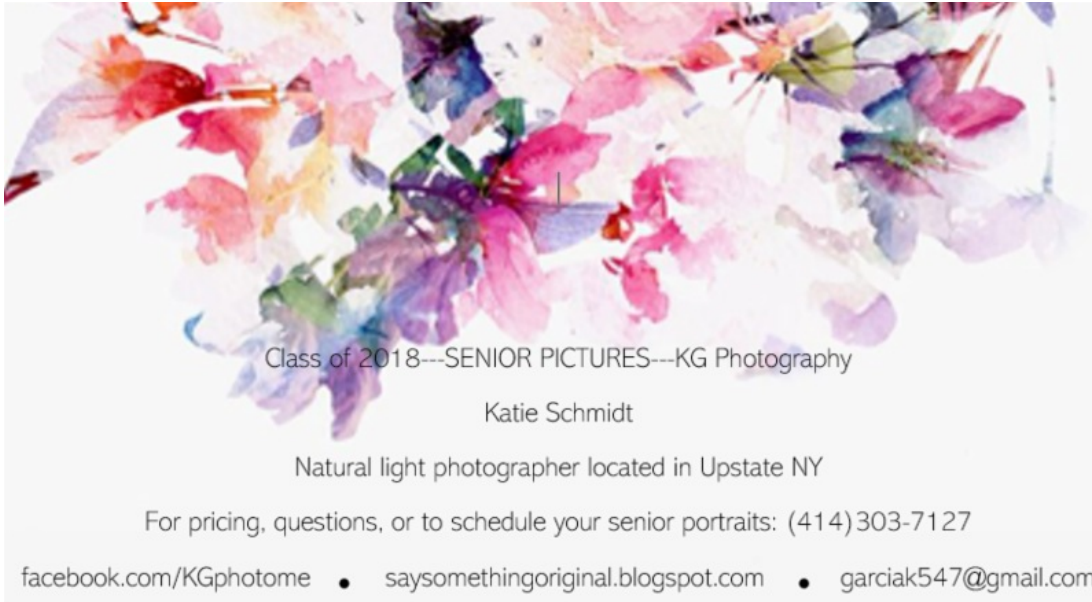 Class of 2018---SENIOR PICTURES---KG Photography
Katie Schmidt
Natural light photographer located in Upstate NY
For pricing, questions, or to schedule your senior portraits: (414)303-7127
facebook.com/KGphotome ● saysomethingoriginal.blogspot.com ● garciak547@gmail.com